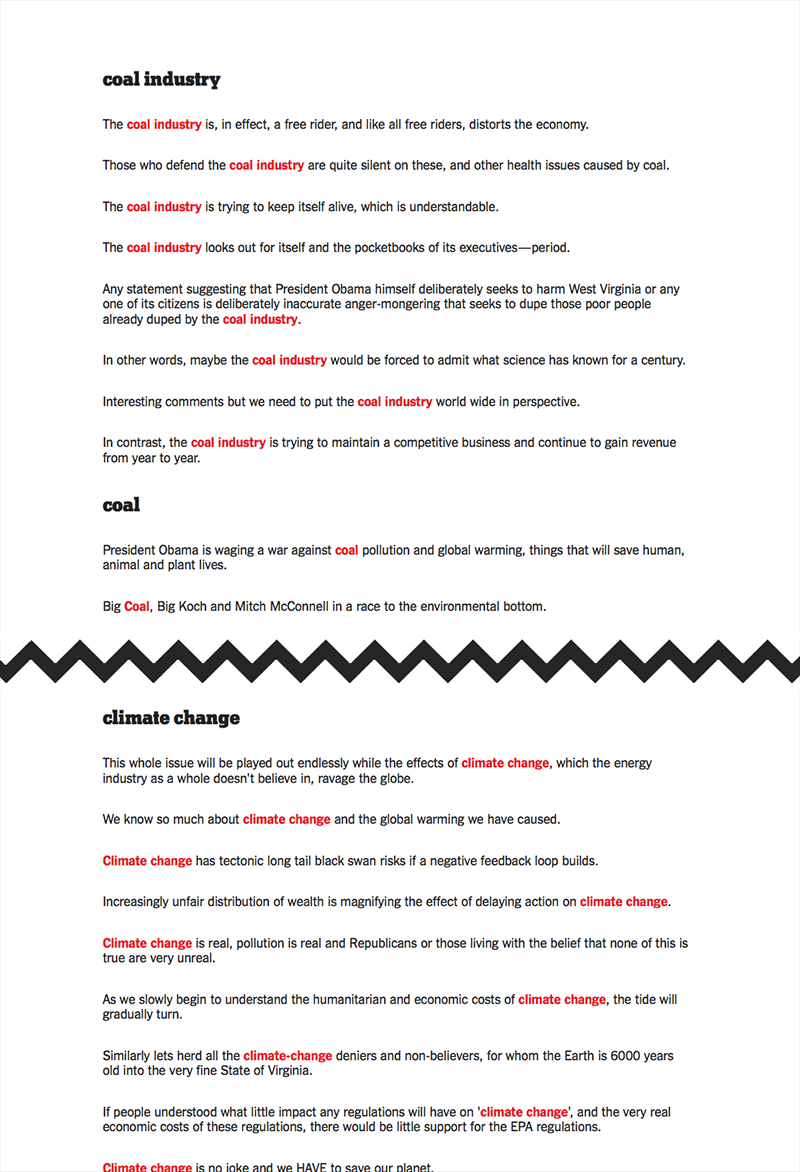 coal industry
The coal industry is, in effect, a free rider, and like all free riders, distorts the economy.
Those who defend the coal industry are quite silent on these, and other health issues caused by coal.
The coal industry is trying to keep itself alive, which is understandable.
The coal industry looks out for itself and the pocketbooks of its executives—period.
Any statement suggesting that President Obama himself deliberately seeks to harm West Virginia or any
one of its citizens is deliberately inaccurate anger-mongering that seeks to dupe those poor people
already duped by the coal industry.
In other words, maybe the coal industry would be forced to admit what science has known for a century.
Interesting comments but we need to put the coal industry world wide in perspective.
In contrast, the coal industry is trying to maintain a competitive business and continue to gain revenue
from year to year.
coal
President Obama is waging a war against coal pollution and global warming, things that will save human,
animal and plant lives.
Big Coal, Big Koch and Mitch McConnell in a race to the environmental bottom.
climate change
This whole issue will be played out endlessly while the effects of climate change, which the energy
industry as a whole doesn't believe in, ravage the globe.
We know so much about climate change and the global warming we have caused.
Climate change has tectonic long tail black swan risks if a negative feedback loop builds.
Increasingly unfair distribution of wealth is magnifying the effect of delaying action on climate change.
Climate change is real, pollution is real and Republicans or those living with the belief that none of this is
true are very unreal.
As we slowly begin to understand the humanitarian and economic costs of climate change, the tide will
gradually turn.
Similarly lets herd all the climate-change deniers and non-believers, for whom the Earth is 6000 years
old into the very fine State of Virginia.
If people understood what little impact any regulations will have on 'climate change', and the very real
economic costs of these regulations, there would be little support for the EPA regulations.
Climate change is no joke and we HAVE to save our planet.